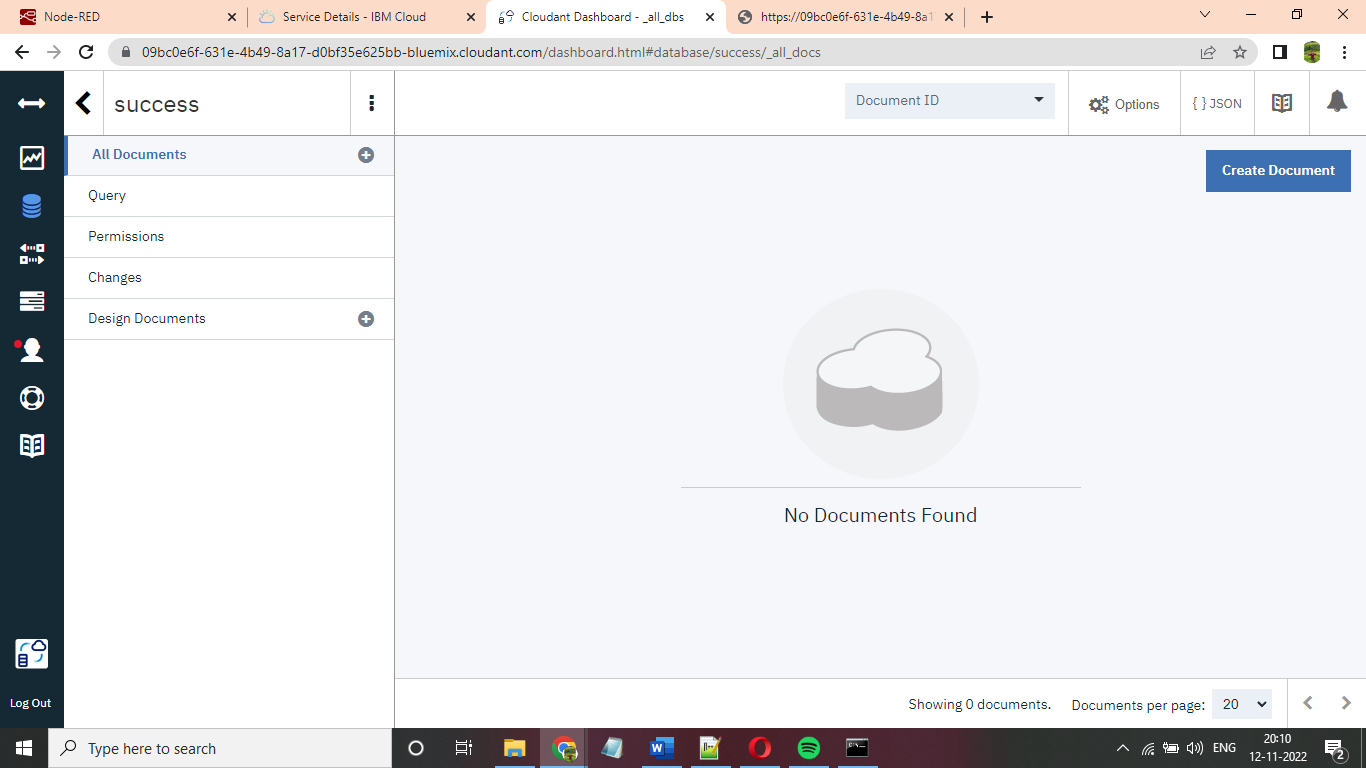 Node-RED
Service Details - IBM Cloud
Cloudant Dashboard - _all_dbs
https://09bc0e6f-631e-4b49-8a1
09bc0e6f-631e-4b49-8a17-d0bf35e625bb-bluemix.cloudant.com/dashboard.html#database/success/_all_docs
success
Document ID
Options
{ } JSON
All Documents
Create Document
Query
Permissions
Changes
Design Documents
No Documents Found
Log Out
Showing 0 documents.
Documents per page: 20
Type here to search
ENG
20:10
12-11-2022
2